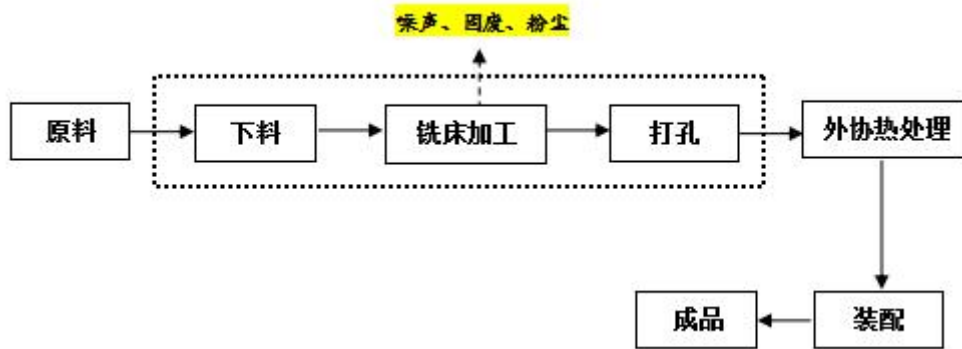 噪声、固废、粉尘
原料
下料
铣床加工
打孔
外协热处理
成品
装配